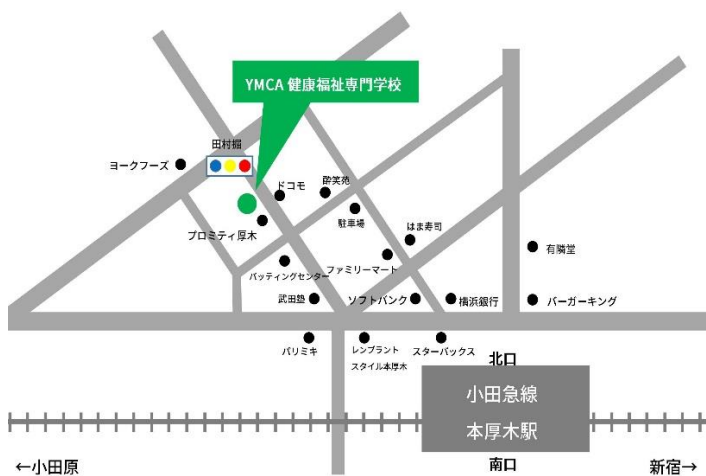 YMCA 健康福祉専門学校
田村堀
ヨークフーズ
ドコモ
酔笑苑
プロミティ厚木
駐車場
はま寿司
有隣堂
バッティングセンター
ファミリーマート
武田塾
ソフトバンク
横浜銀行
バーガーキング
パリミキ
レンブラント
スタイル本厚木
スターバックス
北口
小田急線
本厚木駅
南口
←小田原
新宿→